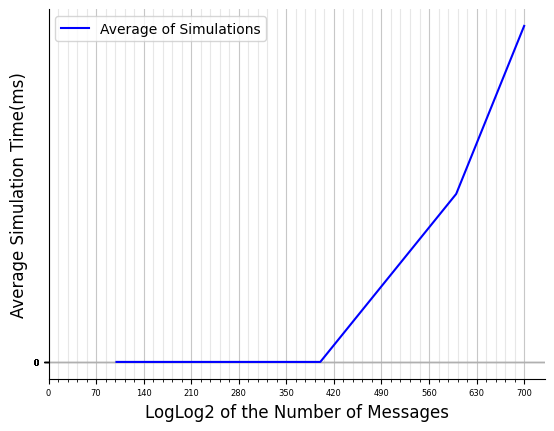 Average of Simulations
Average Simulation Time(ms)
0
0 70 140 210 280 350 420 490 560 630 700
LogLog2 of the Number of Messages